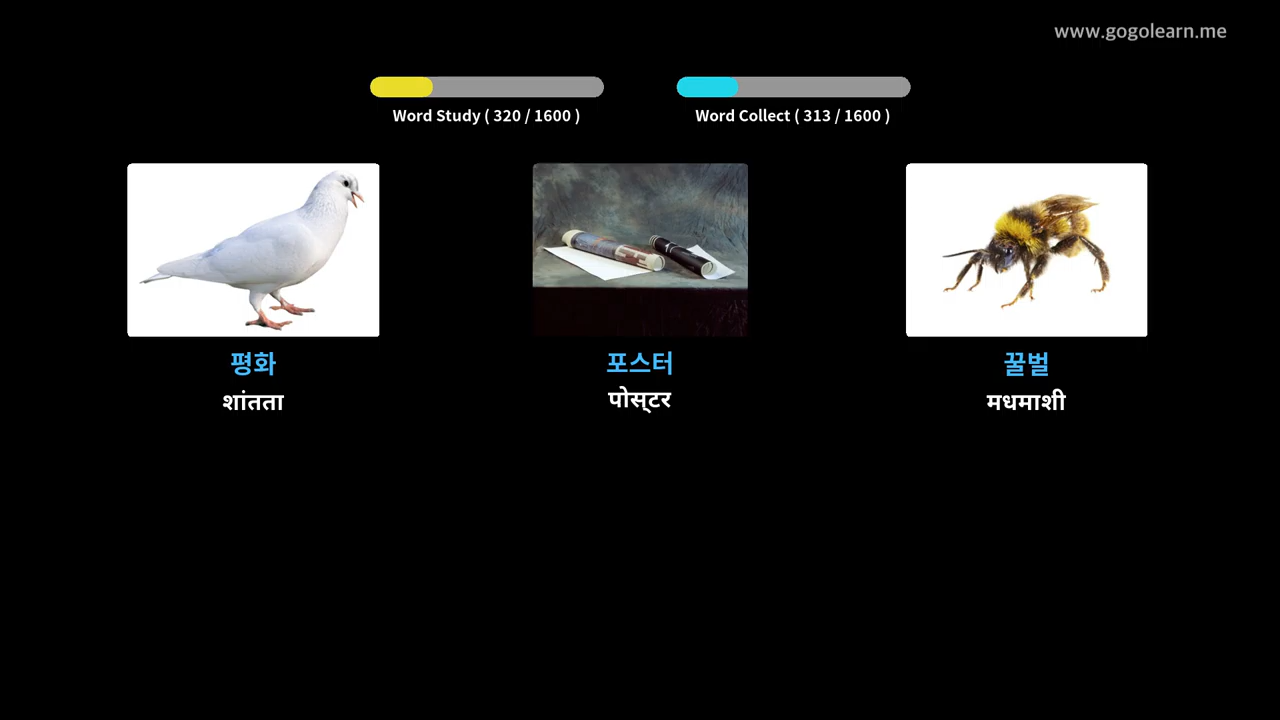 www.gogolearn.me
Word Study ( 320 / 1600 )
Word Collect ( 313 / 1600 )
평화
포스터
꿀벌
शांतता
पोस्टर
मधमाशी